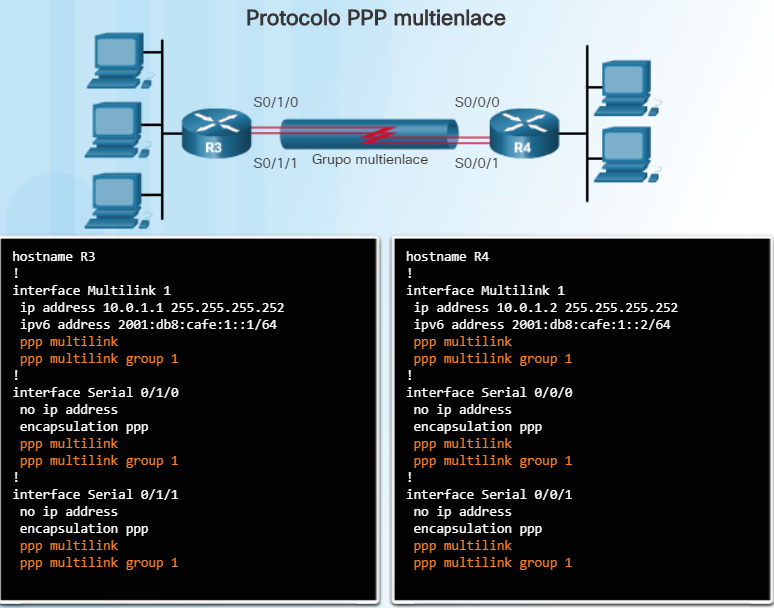 Protocolo PPP multienlace
S0/1/0
S0/0/0
R3
R4
S0/1/1
Grupo multienlace
S0/0/1
hostname R3
!
interface Multilink 1
ip address 10.0.1.1 255.255.255.252
ipv6 address 2001:db8:cafe:1::1/64
ppp multilink
ppp multilink group 1
!
interface Serial 0/1/0
no ip address
encapsulation ppp
ppp multilink
ppp multilink group 1
!
interface Serial 0/1/1
no ip address
encapsulation ppp
ppp multilink
ppp multilink group 1
hostname R4
!
interface Multilink 1
ip address 10.0.1.2 255.255.255.252
ipv6 address 2001:db8:cafe:1::2/64
ppp multilink
ppp multilink group 1
!
interface Serial 0/0/0
no ip address
encapsulation ppp
ppp multilink
ppp multilink group 1
!
interface Serial 0/0/1
no ip address
encapsulation ppp
ppp multilink
ppp multilink group 1